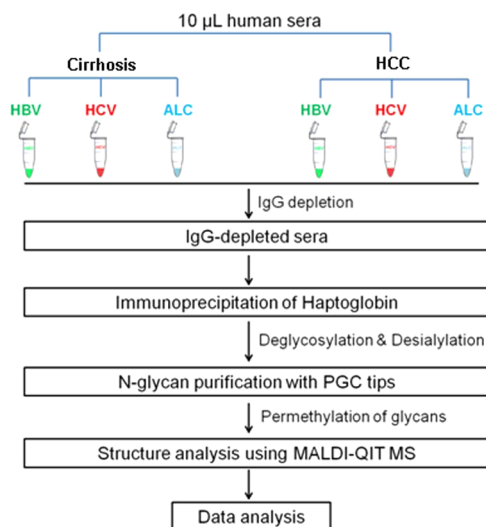 10 µL human sera
Cirrhosis HCC
HBV HCV ALC HBV HCV ALC
IgG depletion
IgG-depleted sera
Immunoprecipitation of Haptoglobin
Deglycosylation & Desialylation
N-glycan purification with PGC tips
Permethylation of glycans
Structure analysis using MALDI-QIT MS
Data analysis